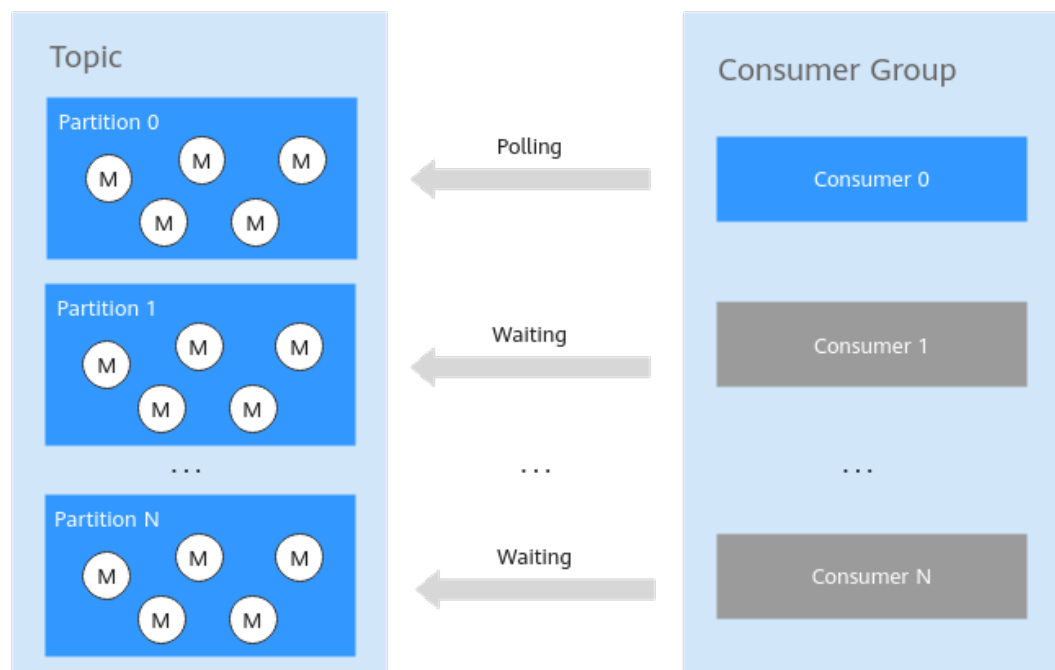 Topic
Consumer Group
Partition 0
M
M
M
M
M
Polling
Consumer 0
Partition 1
M
M
M
M
M
Waiting
Consumer 1
...
...
...
Partition N
M
M
M
M
M
Waiting
Consumer N